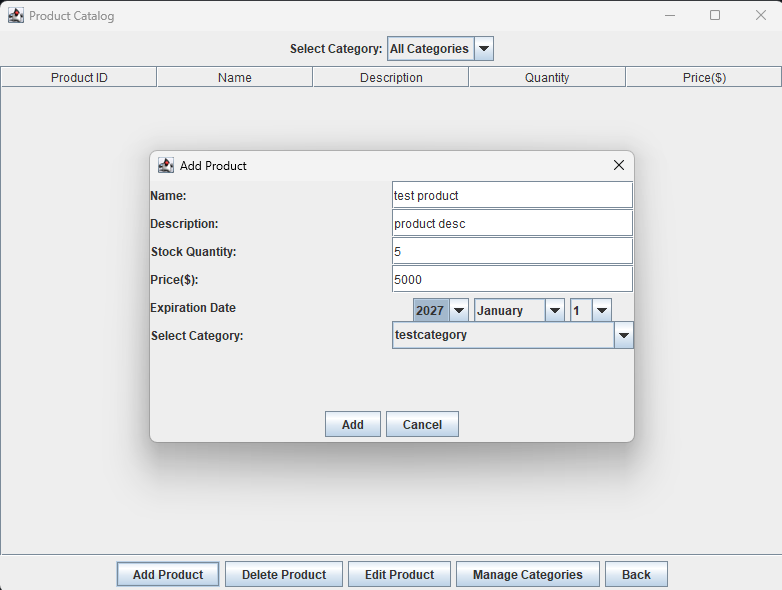 Product Catalog
Select Category: All Categories
Product ID Name Description Quantity Price($)
Add Product
Name: test product
Description: product desc
Stock Quantity: 5
Price($): 5000
Expiration Date 2027 January 1
Select Category: testcategory
Add Cancel
Add Product Delete Product Edit Product Manage Categories Back